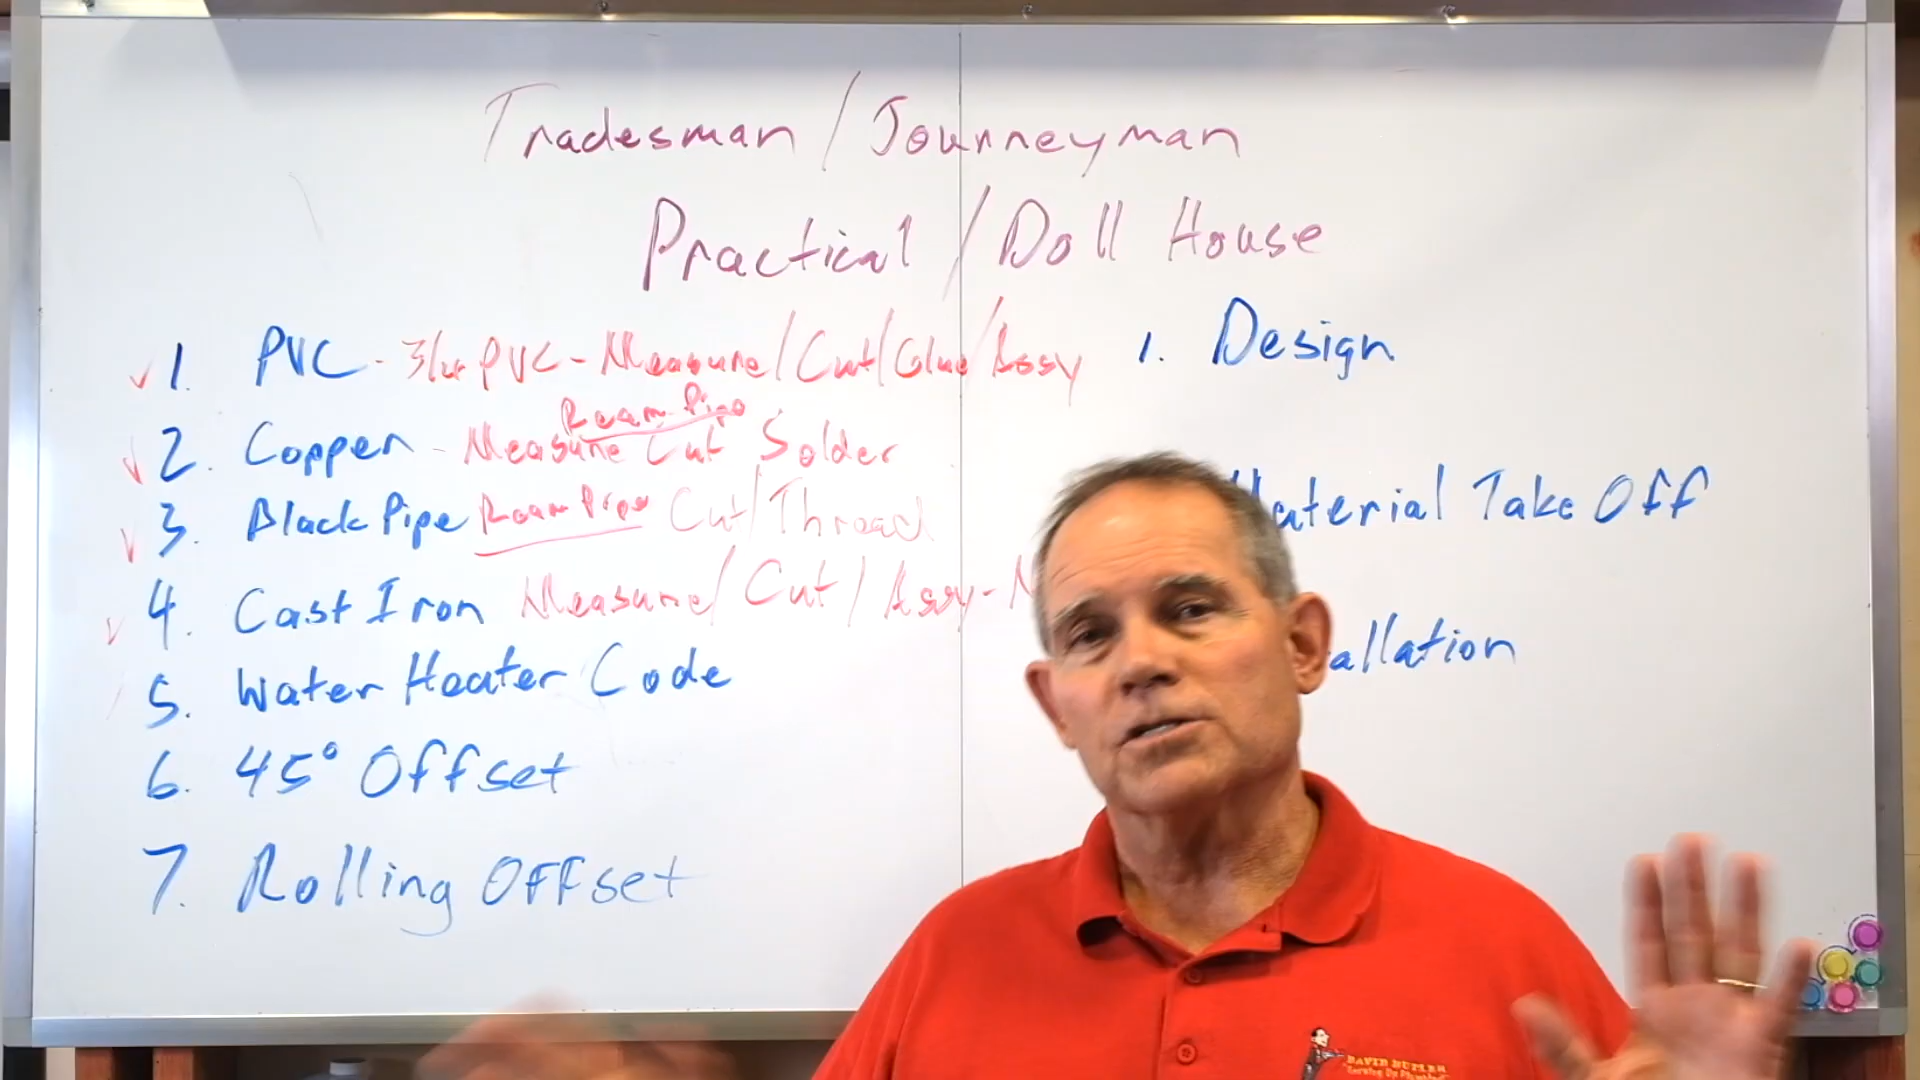 Tradesman / Journeyman
Practical / Doll House
1. PVC - 3/4 PVC - Measure/Cut/Glue/Assy
Ream Pipe
2. Copper - Measure Cut Solder
3. Black Pipe Ream Pipe Cut/Thread
4. Cast Iron Measure/ Cut / Assy-
5. Water Heater Code
6. 45° Offset
7. Rolling Offset
1. Design
aterial Take Off
allation
DAVID BUTLER